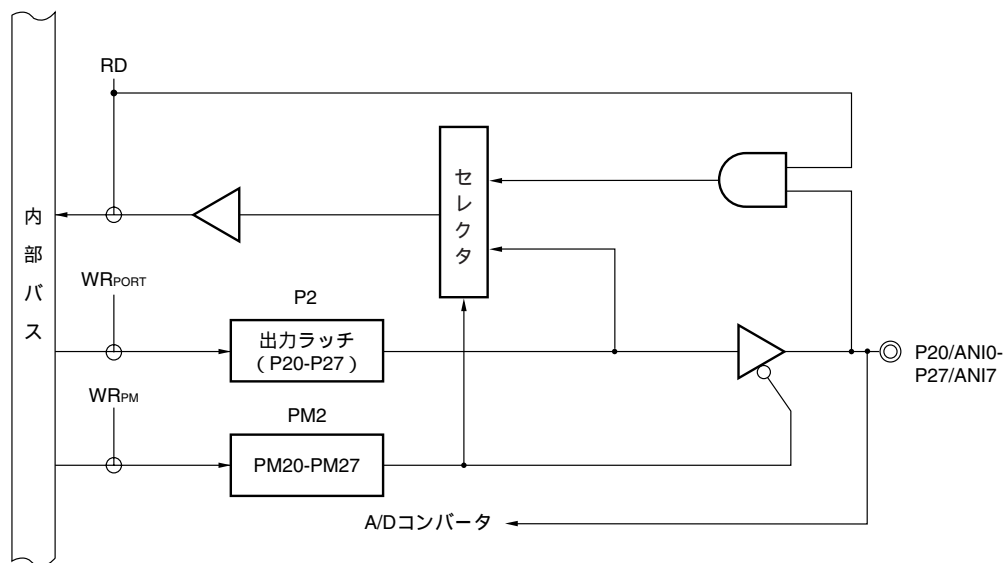 RD
セレクタ
内部バス
WRPORT
P2
出力ラッチ
(P20-P27)
P20/ANI0-
P27/ANI7
WRPM
PM2
PM20-PM27
A/Dコンバータ